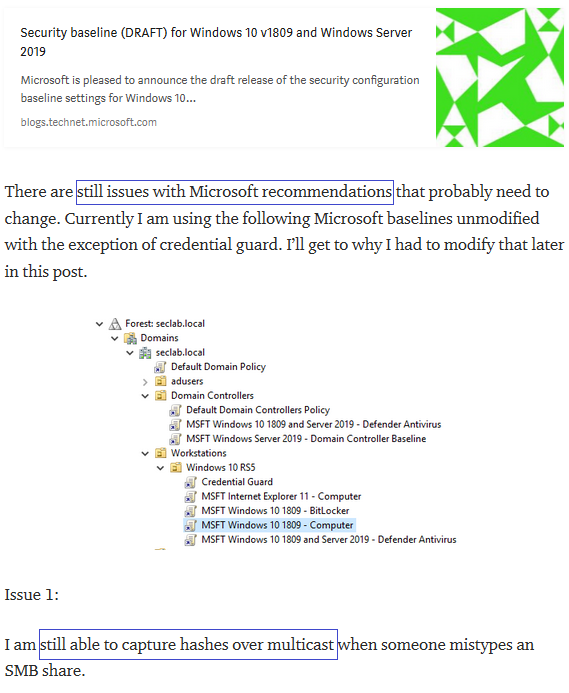 Security baseline (DRAFT) for Windows 10 v1809 and Windows Server
2019
Microsoft is pleased to announce the draft release of the security configuration
baseline settings for Windows 10...
blogs.technet.microsoft.com
There are still issues with Microsoft recommendations that probably need to
change. Currently I am using the following Microsoft baselines unmodified
with the exception of credential guard. I’ll get to why I had to modify that later
in this post.
Forest: seclab.local
Domains
seclab.local
Default Domain Policy
adusers
Domain Controllers
Default Domain Controllers Policy
MSFT Windows 10 1809 and Server 2019 - Defender Antivirus
MSFT Windows Server 2019 - Domain Controller Baseline
Workstations
Windows 10 RS5
Credential Guard
MSFT Internet Explorer 11 - Computer
MSFT Windows 10 1809 - BitLocker
MSFT Windows 10 1809 - Computer
MSFT Windows 10 1809 and Server 2019 - Defender Antivirus
Issue 1:
I am still able to capture hashes over multicast when someone mistypes an
SMB share.